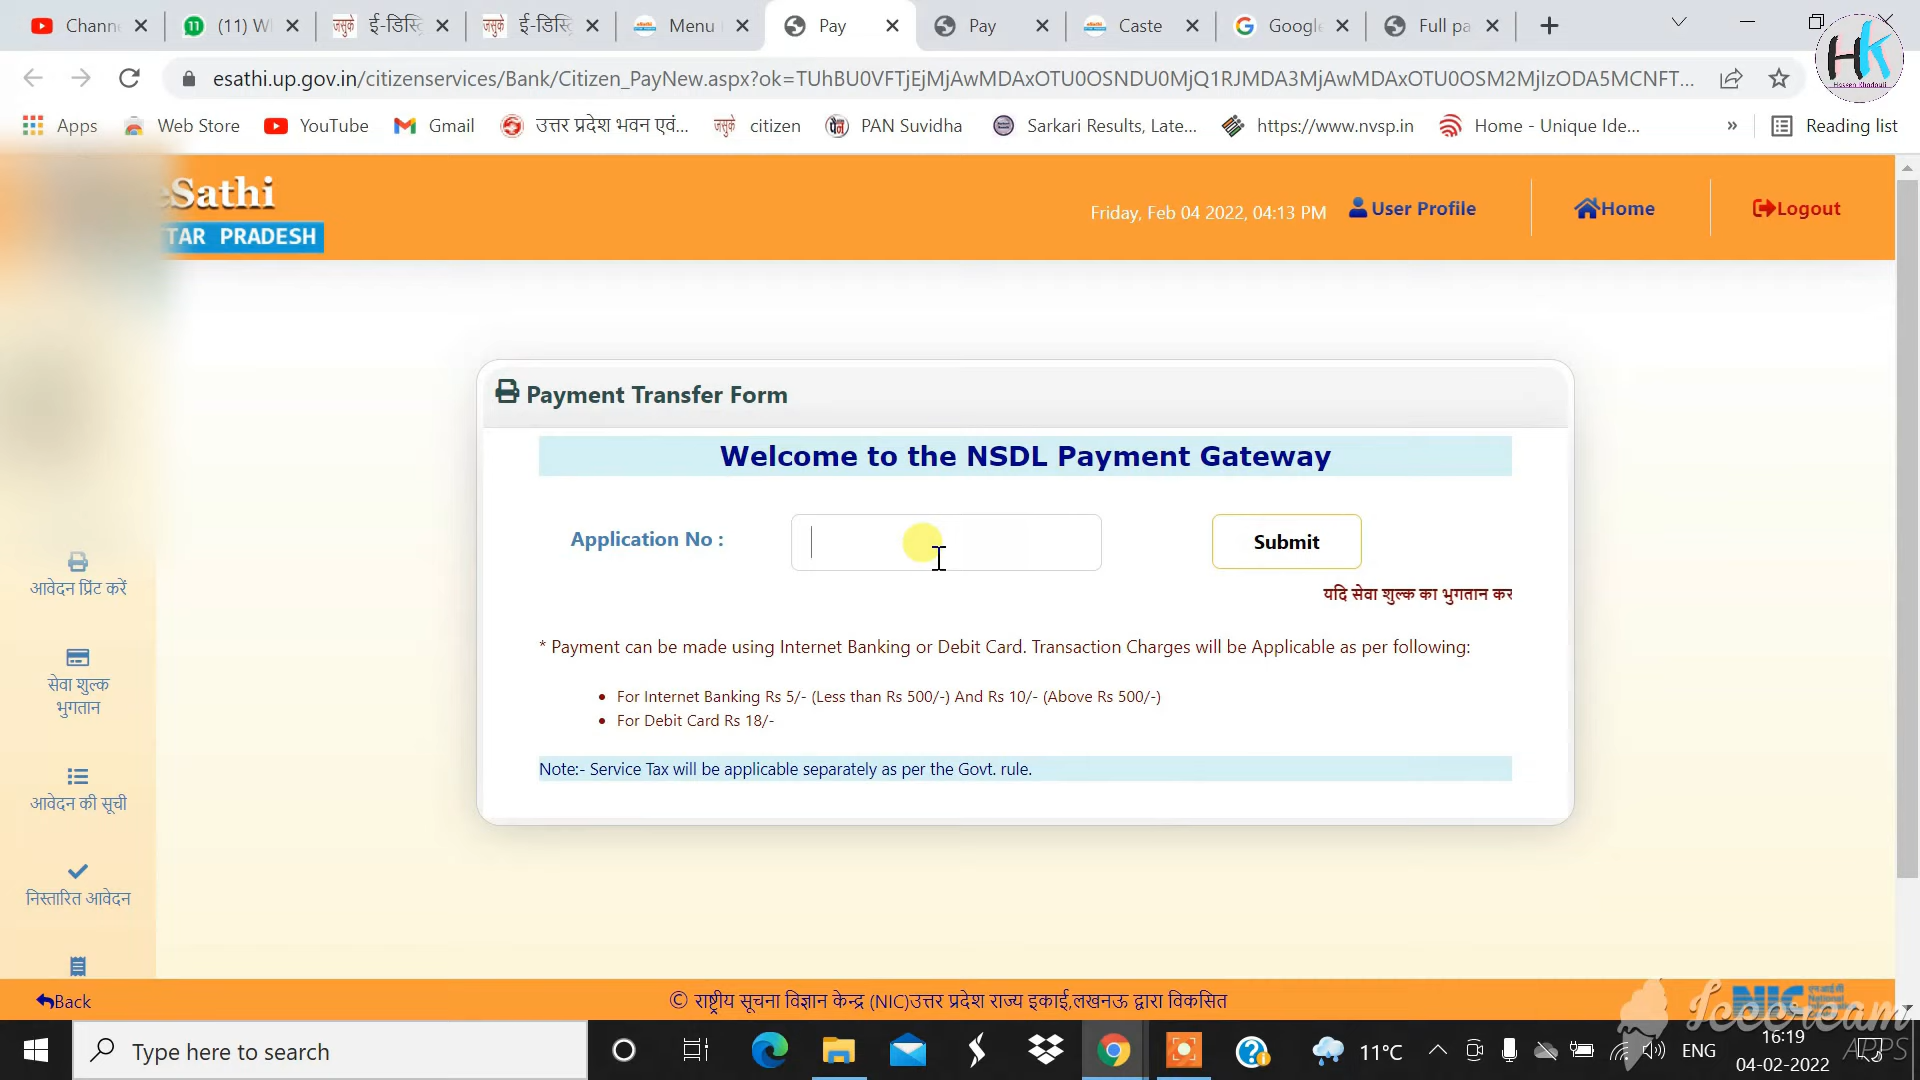 Channe
(11) W
ई-डिस्ट्रि
ई-डिस्ट्रि
Menu
Pay
Pay
Caste
Google
Full pa
esathi.up.gov.in/citizenservices/Bank/Citizen_PayNew.aspx?ok=TUhBU0VFTjEjMjAwMDAxOTU0OSNDU0MjQ1RJMDA3MjAwMDAxOTU0OSM2MjIzODA5MCNFT...
Apps
Web Store
YouTube
Gmail
उत्तर प्रदेश भवन एवं...
citizen
PAN Suvidha
Sarkari Results, Late...
https://www.nvsp.in
Home - Unique Ide...
»
Reading list
HK
eSathi
TAR PRADESH
Friday, Feb 04 2022, 04:13 PM
User Profile
Home
Logout
Payment Transfer Form
Welcome to the NSDL Payment Gateway
Application No :
Submit
यदि सेवा शुल्क का भुगतान कर
* Payment can be made using Internet Banking or Debit Card. Transaction Charges will be Applicable as per following:
• For Internet Banking Rs 5/- (Less than Rs 500/-) And Rs 10/- (Above Rs 500/-)
• For Debit Card Rs 18/-
Note:- Service Tax will be applicable separately as per the Govt. rule.
आवेदन प्रिंट करें
सेवा शुल्क
भुगतान
आवेदन की सूची
निस्तारित आवेदन
Back
© राष्ट्रीय सूचना विज्ञान केन्द्र (NIC)उत्तर प्रदेश राज्य इकाई,लखनऊ द्वारा विकसित
NIC
Icecream
APPS
Type here to search
11°C
ENG
16:19
04-02-2022